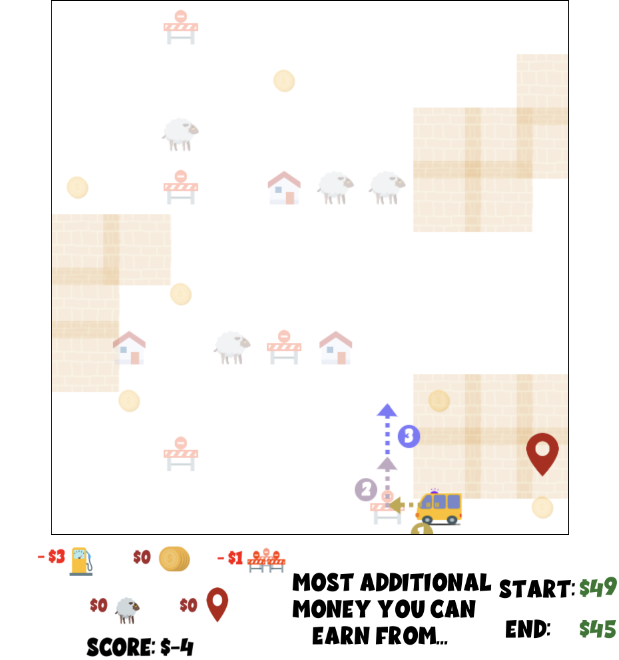 3
2
1
- $3
$0
- $1
$0
$0
SCORE: $-4
MOST ADDITIONAL
MONEY YOU CAN
EARN FROM...
START: $49
END: $45